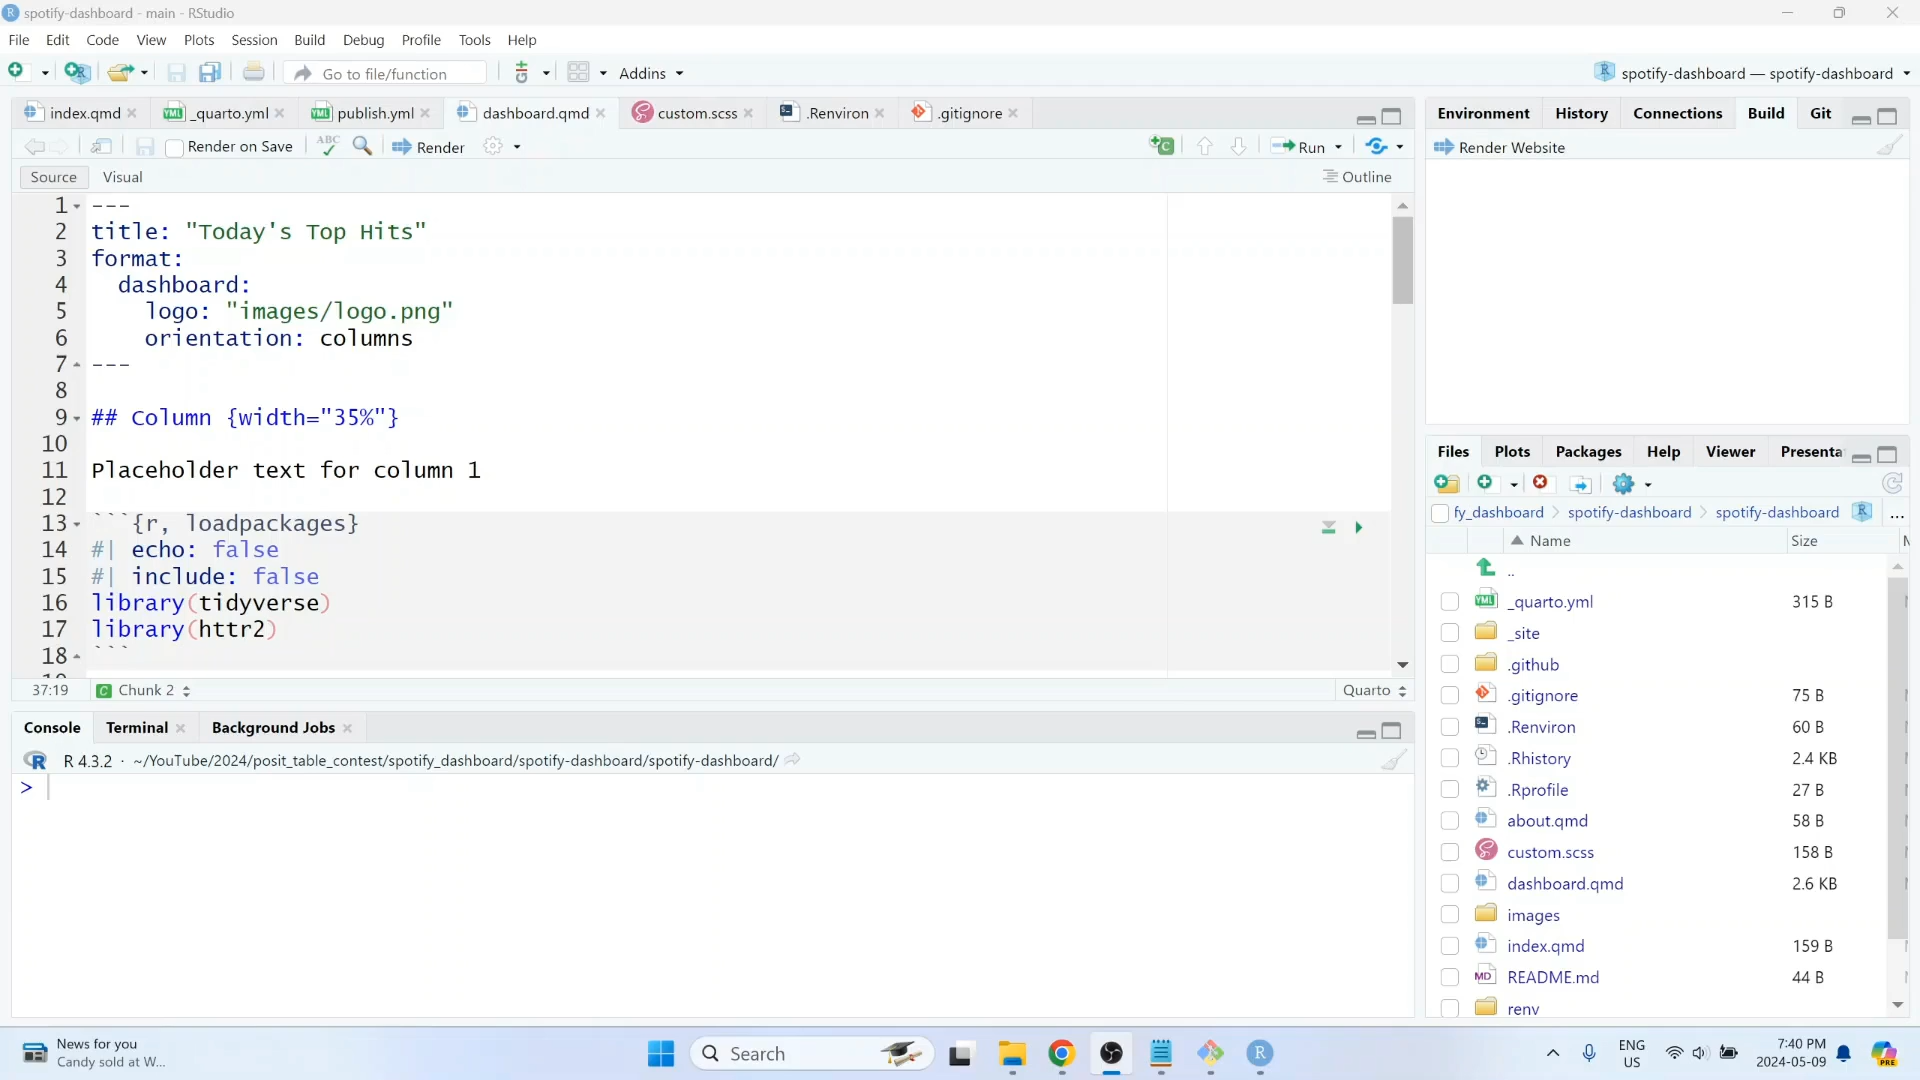 spotify-dashboard - main - RStudio
File Edit Code View Plots Session Build Debug Profile Tools Help
Go to file/function Addins spotify-dashboard — spotify-dashboard
index.qmd _quarto.yml publish.yml dashboard.qmd custom.scss .Renviron .gitignore
Render on Save ABC Render Run
Source Visual Outline
1 ---
2 title: "Today's Top Hits"
3 format:
4 dashboard:
5 logo: "images/logo.png"
6 orientation: columns
7 ---
8
9 ## Column {width="35%"}
10
11 Placeholder text for column 1
12
13 ```{r, loadpackages}
14 #| echo: false
15 #| include: false
16 library(tidyverse)
17 library(httr2)
18 ```
37:19 Chunk 2 Quarto
Console Terminal Background Jobs
R 4.3.2 · ~/YouTube/2024/posit_table_contest/spotify_dashboard/spotify-dashboard/spotify-dashboard/
>
Environment History Connections Build Git
Render Website
Files Plots Packages Help Viewer Presenta
fy_dashboard spotify-dashboard spotify-dashboard ...
Name Size
..
_quarto.yml 315 B
_site
.github
.gitignore 75 B
.Renviron 60 B
.Rhistory 2.4 KB
.Rprofile 27 B
about.qmd 58 B
custom.scss 158 B
dashboard.qmd 2.6 KB
images
index.qmd 159 B
README.md 44 B
renv
News for you
Candy sold at W...
Search
ENG
US
7:40 PM
2024-05-09
PRE